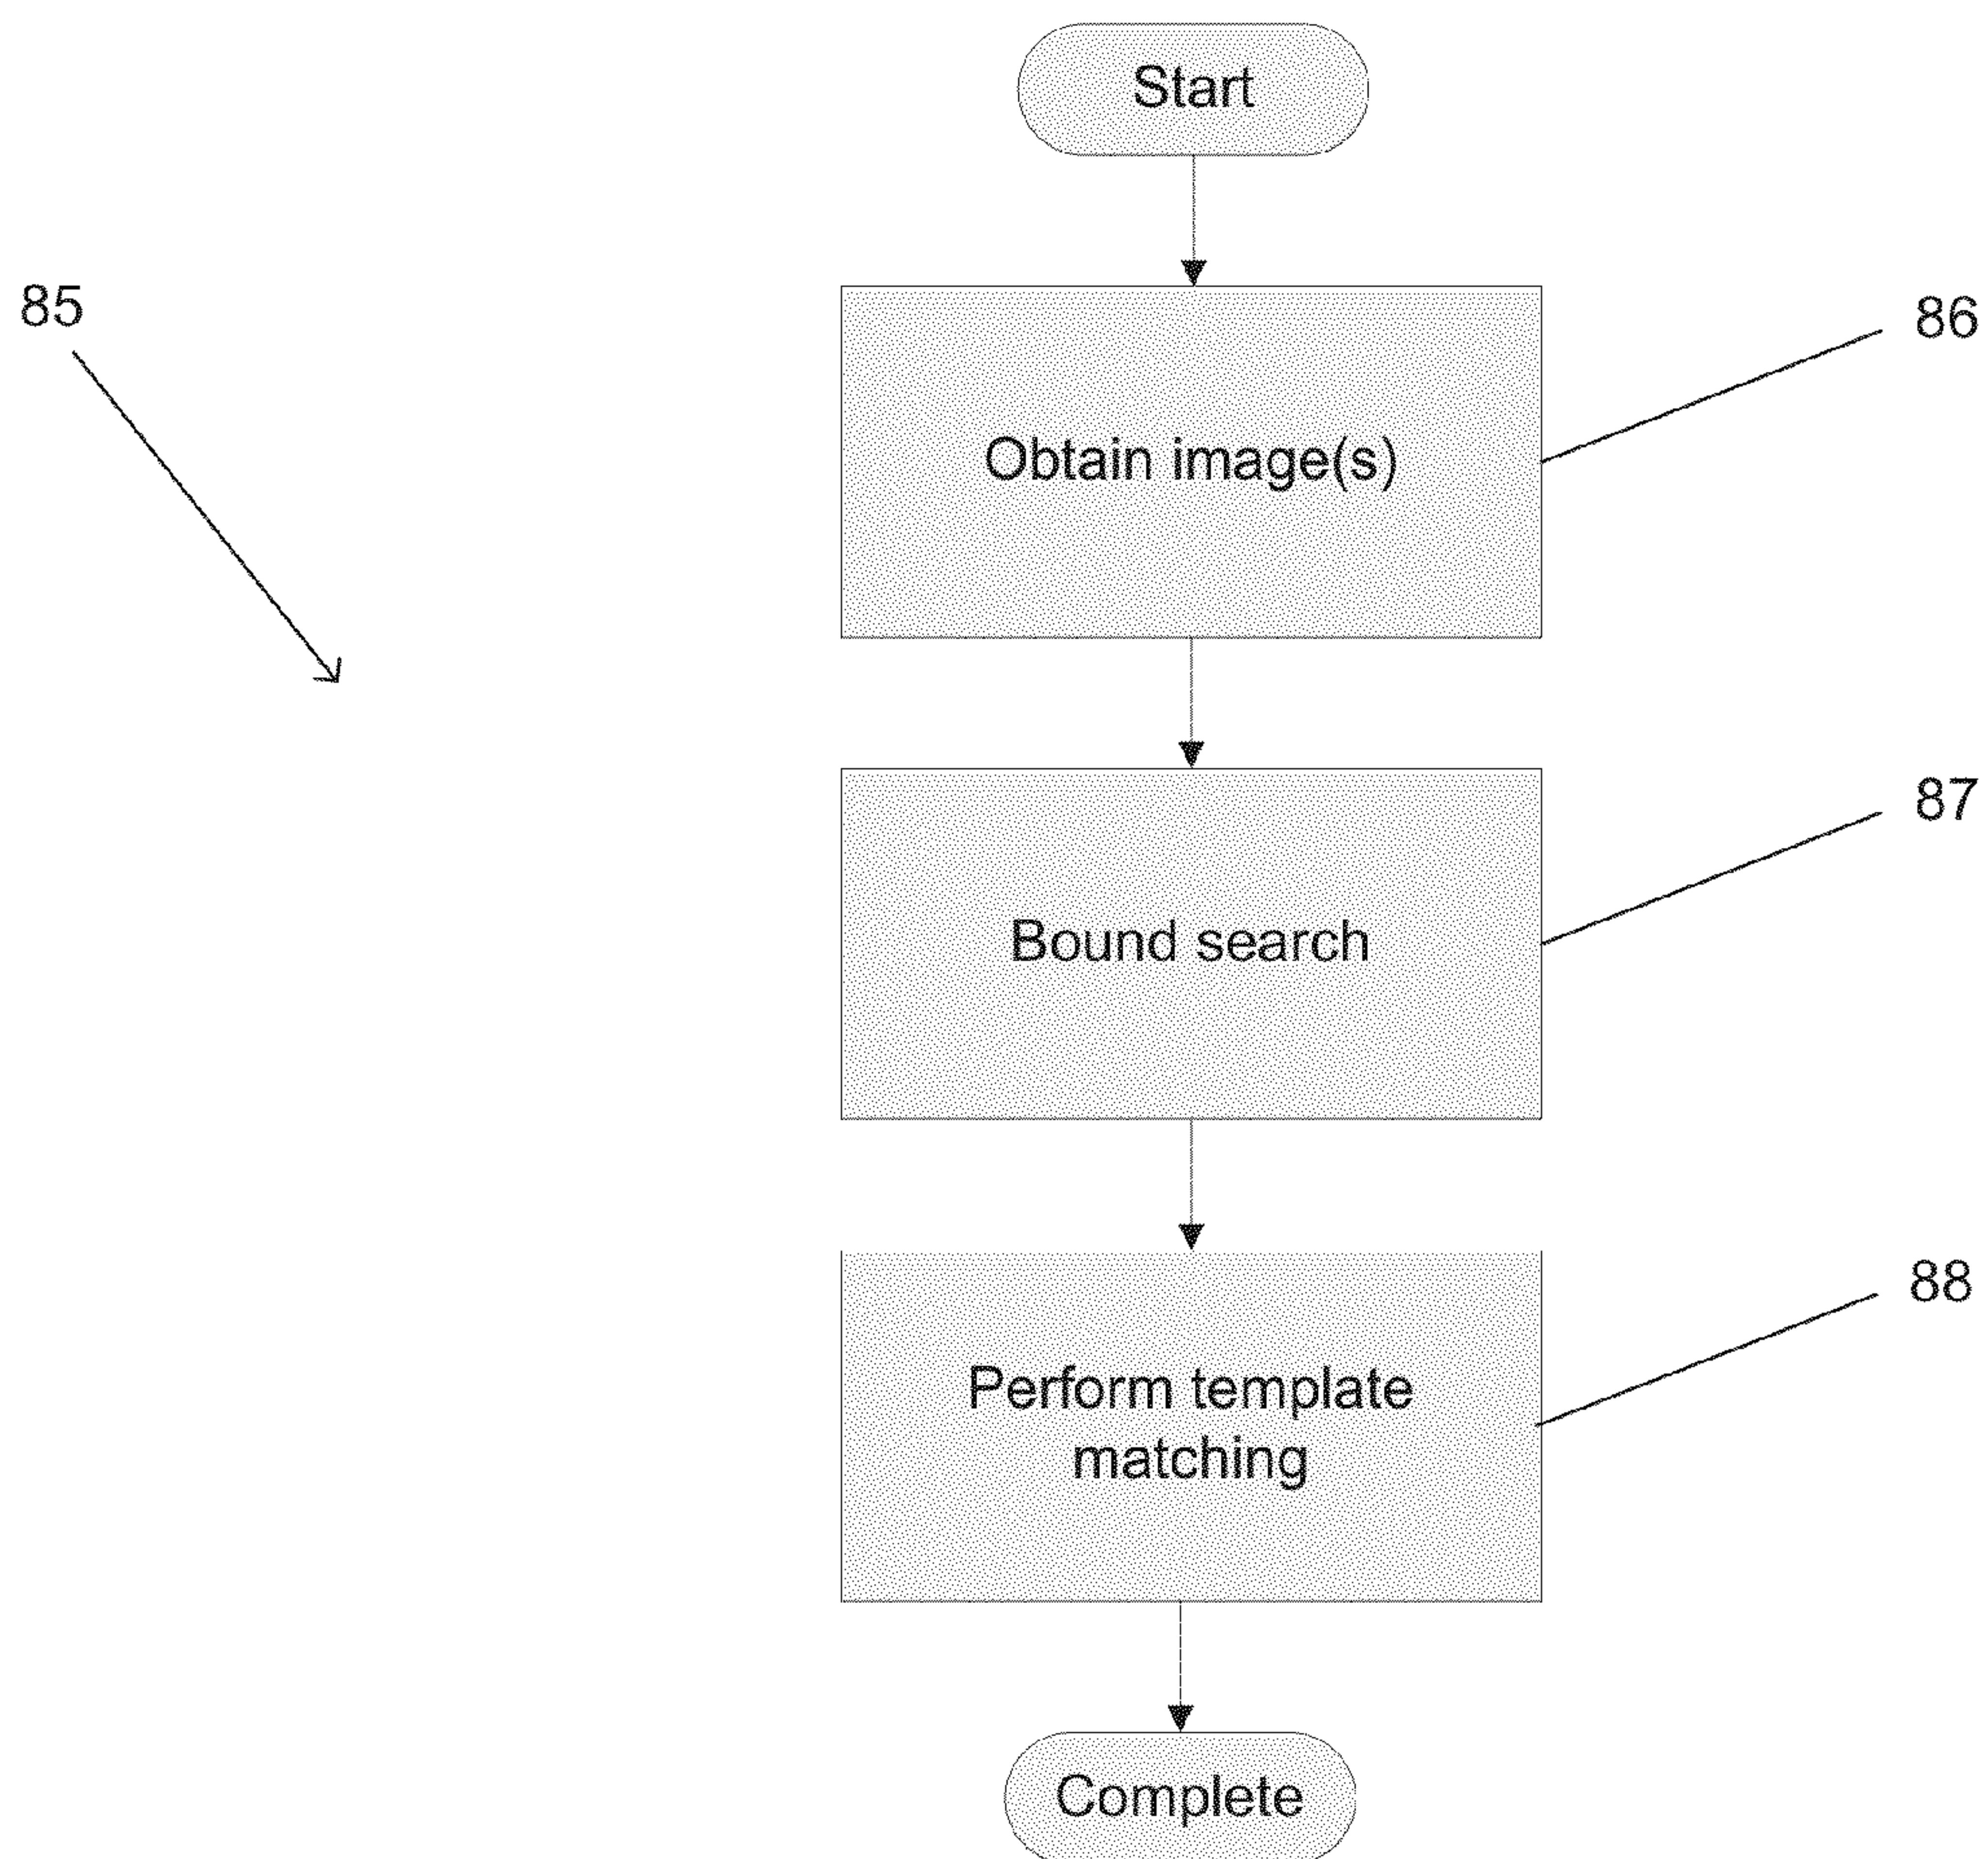 Start
85
86
Obtain image(s)
87
Bound search
88
Perform template
matching
Complete